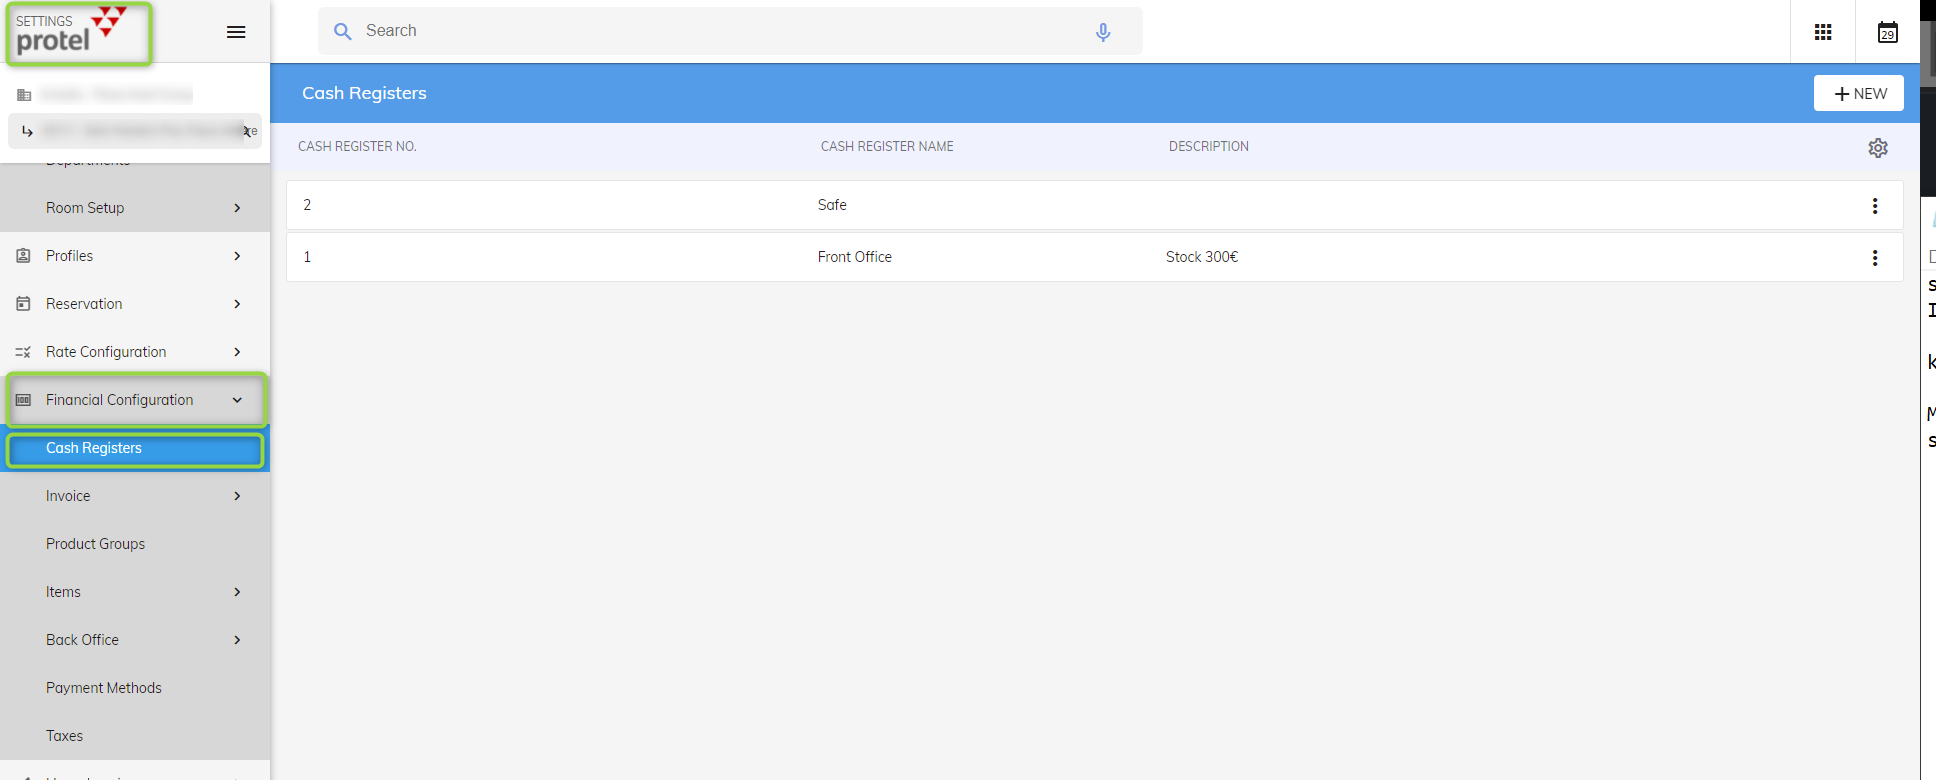 SETTINGS
protel
Search
29
Cash Registers
NEW
CASH REGISTER NO.
CASH REGISTER NAME
DESCRIPTION
2
Safe
1
Front Office
Stock 300€
Departments
Room Setup
Profiles
Reservation
Rate Configuration
Financial Configuration
Cash Registers
Invoice
Product Groups
Items
Back Office
Payment Methods
Taxes